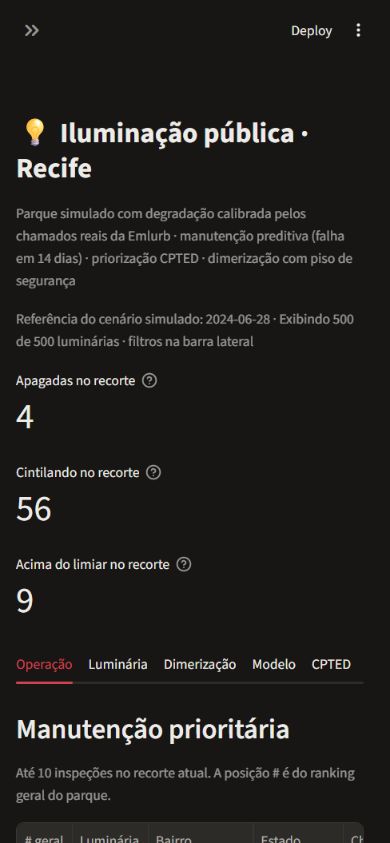 Deploy
Iluminação pública ·
Recife
Parque simulado com degradação calibrada pelos
chamados reais da Emlurb · manutenção preditiva (falha
em 14 dias) · priorização CPTED · dimerização com piso de
segurança
Referência do cenário simulado: 2024-06-28 · Exibindo 500
de 500 luminárias · filtros na barra lateral
Apagadas no recorte
4
Cintilando no recorte
56
Acima do limiar no recorte
9
Operação Luminária Dimerização Modelo CPTED
Manutenção prioritária
Até 10 inspeções no recorte atual. A posição # é do ranking
geral do parque.
# geral Luminária Bairro Estado